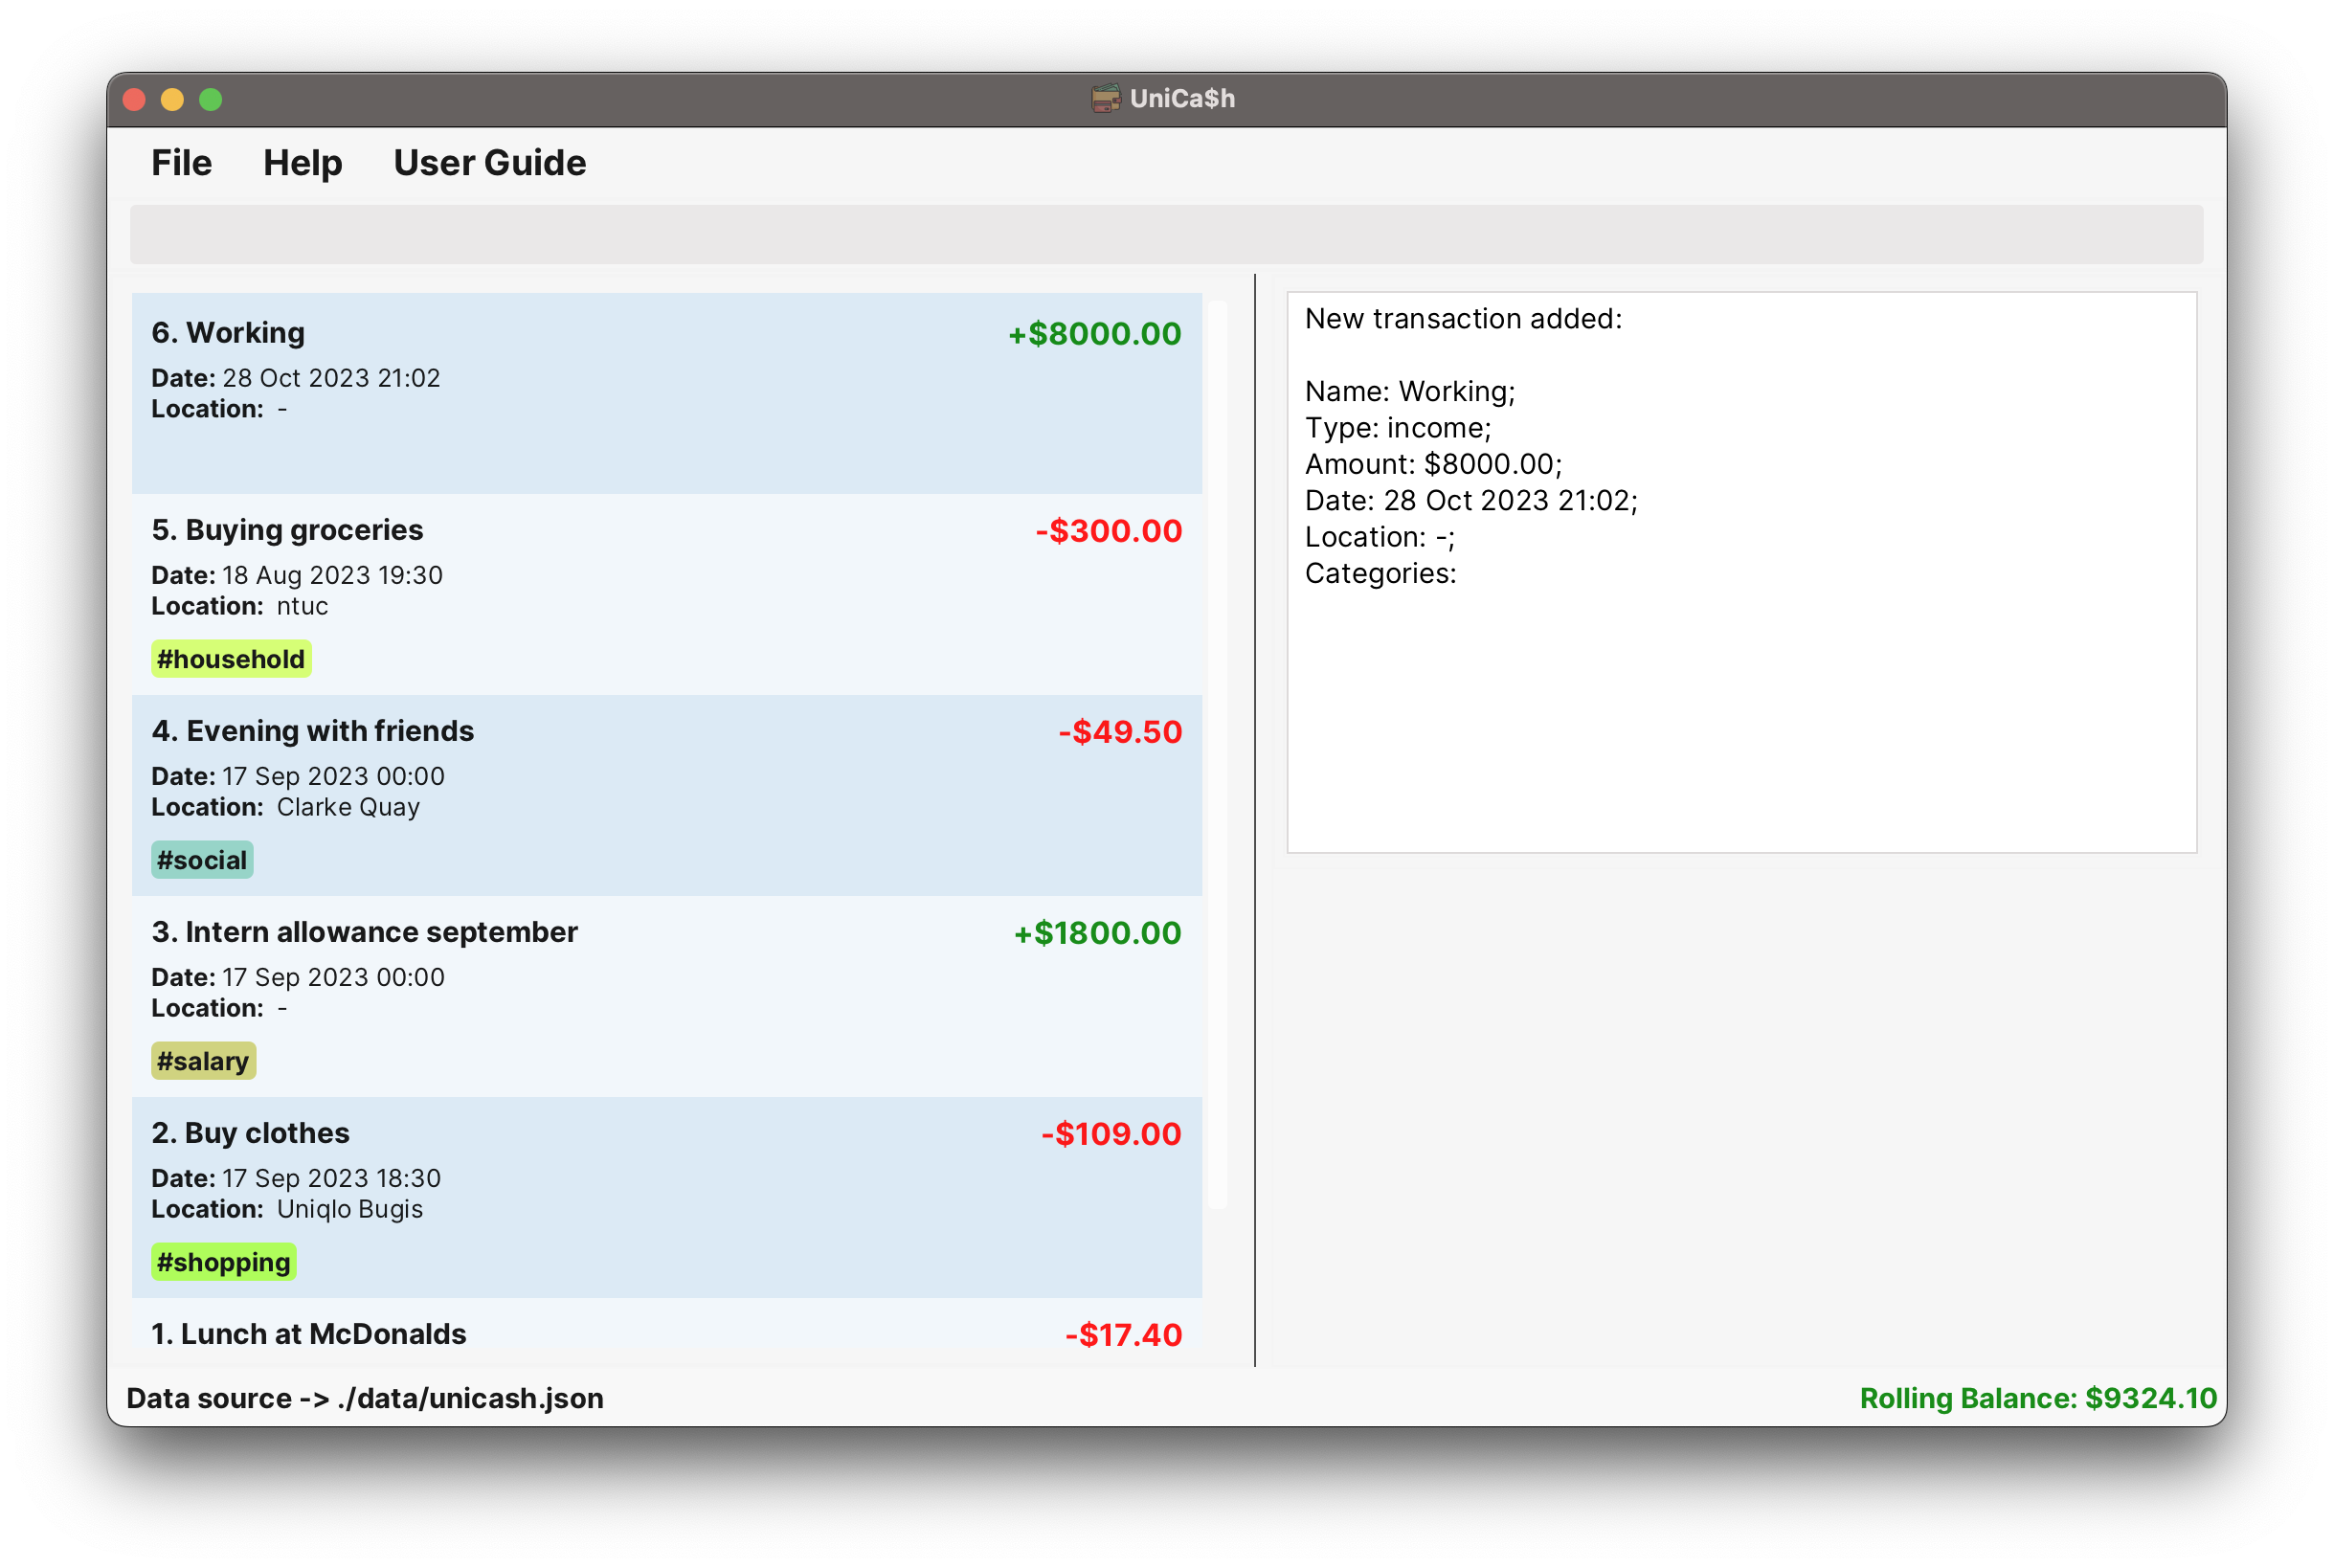 UniCa$h
File Help User Guide
6. Working +$8000.00
Date: 28 Oct 2023 21:02
Location: -
5. Buying groceries -$300.00
Date: 18 Aug 2023 19:30
Location: ntuc
#household
4. Evening with friends -$49.50
Date: 17 Sep 2023 00:00
Location: Clarke Quay
#social
3. Intern allowance september +$1800.00
Date: 17 Sep 2023 00:00
Location: -
#salary
2. Buy clothes -$109.00
Date: 17 Sep 2023 18:30
Location: Uniqlo Bugis
#shopping
1. Lunch at McDonalds -$17.40
New transaction added:
Name: Working;
Type: income;
Amount: $8000.00;
Date: 28 Oct 2023 21:02;
Location: -;
Categories:
Data source -> ./data/unicash.json
Rolling Balance: $9324.10